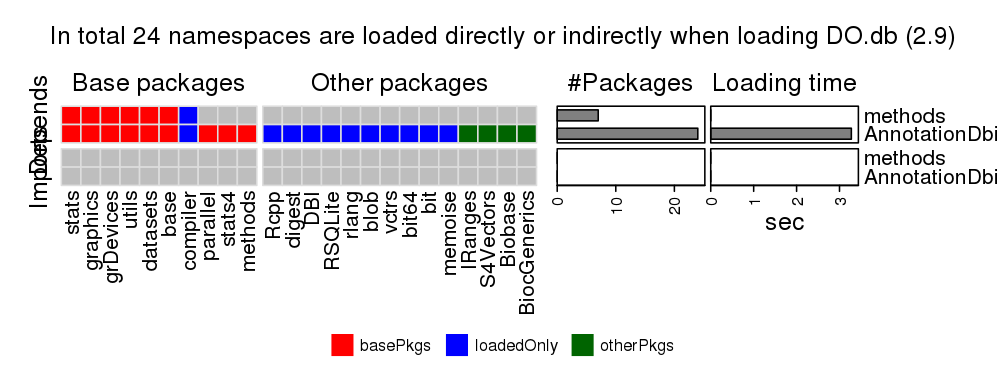 In total 24 namespaces are loaded directly or indirectly when loading DO.db (2.9)
Base packages
Other packages
#Packages
Loading time
Depends
Imports
methods
AnnotationDbi
methods
AnnotationDbi
stats
graphics
grDevices
utils
datasets
base
compiler
parallel
stats4
methods
Rcpp
digest
DBI
RSQLite
rlang
blob
vctrs
bit64
bit
memoise
IRanges
S4Vectors
Biobase
BiocGenerics
0
10
20
0
1
2
3
sec
basePkgs
loadedOnly
otherPkgs